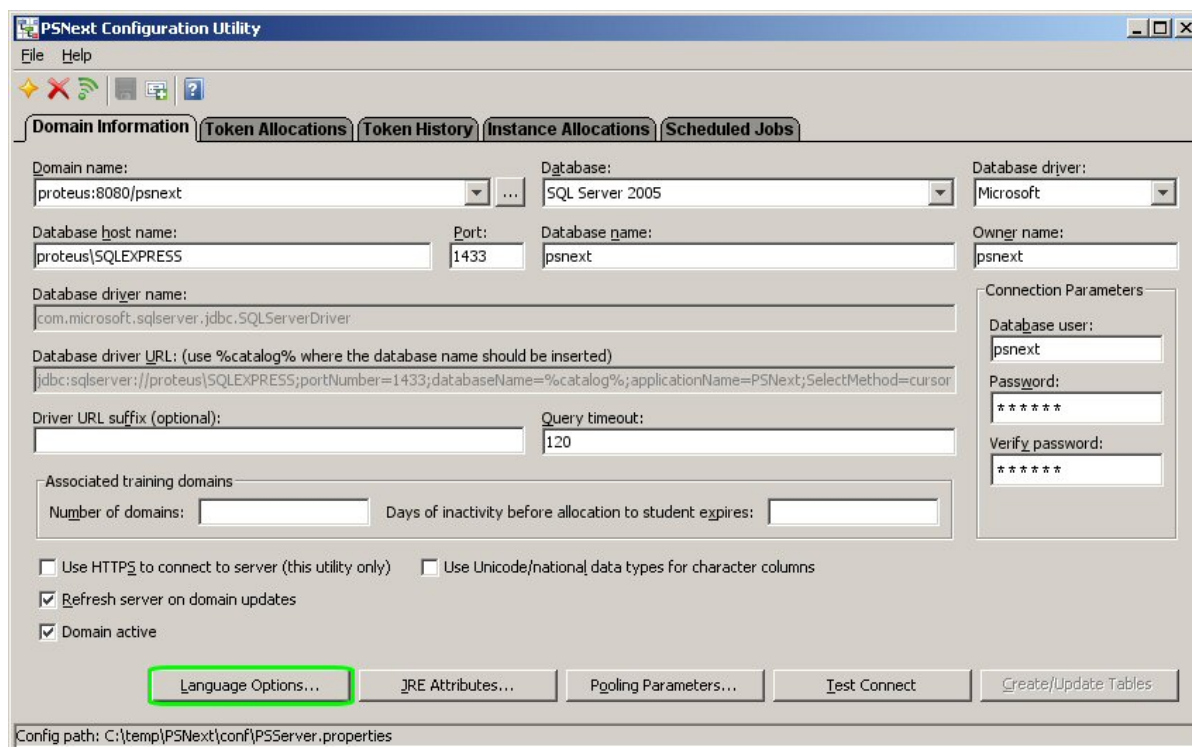 PSNext Configuration Utility
File Help
Domain Information Token Allocations Token History Instance Allocations Scheduled Jobs
Domain name: Database: Database driver:
proteus:8080/psnext ... SQL Server 2005 Microsoft
Database host name: Port: Database name: Owner name:
proteus\SQLEXPRESS 1433 psnext psnext
Database driver name: Connection Parameters
com.microsoft.sqlserver.jdbc.SQLServerDriver
Database user:
psnext
Database driver URL: (use %catalog% where the database name should be inserted)
jdbc:sqlserver://proteus\SQLEXPRESS;portNumber=1433;databaseName=%catalog%;applicationName=PSNext;SelectMethod=cursor
Password:
******
Driver URL suffix (optional): Query timeout:
120
Verify password:
******
Associated training domains
Number of domains: Days of inactivity before allocation to student expires:
Use HTTPS to connect to server (this utility only) Use Unicode/national data types for character columns
Refresh server on domain updates
Domain active
Language Options... JRE Attributes... Pooling Parameters... Test Connect Create/Update Tables
Config path: C:\temp\PSNext\conf\PSServer.properties